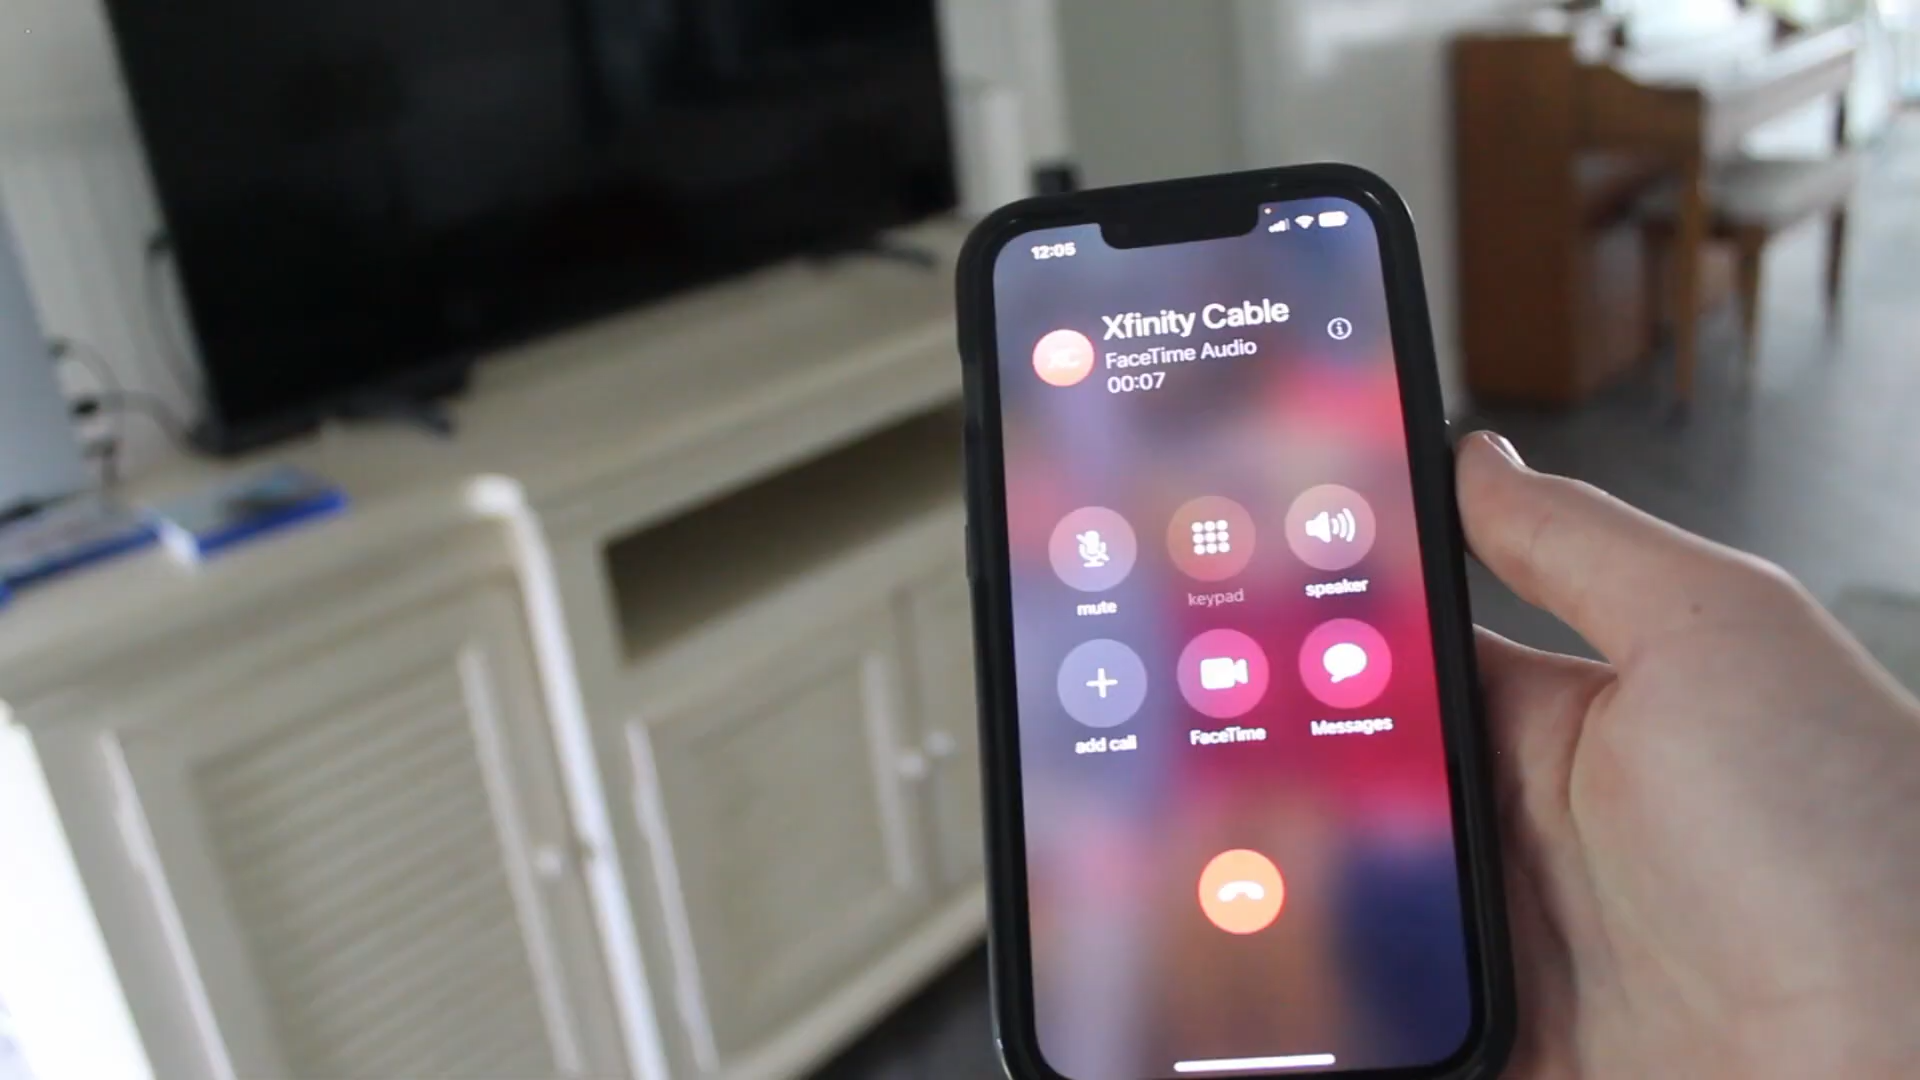 12:05
Xfinity Cable
FaceTime Audio
00:07
mute
keypad
speaker
add call
FaceTime
Messages